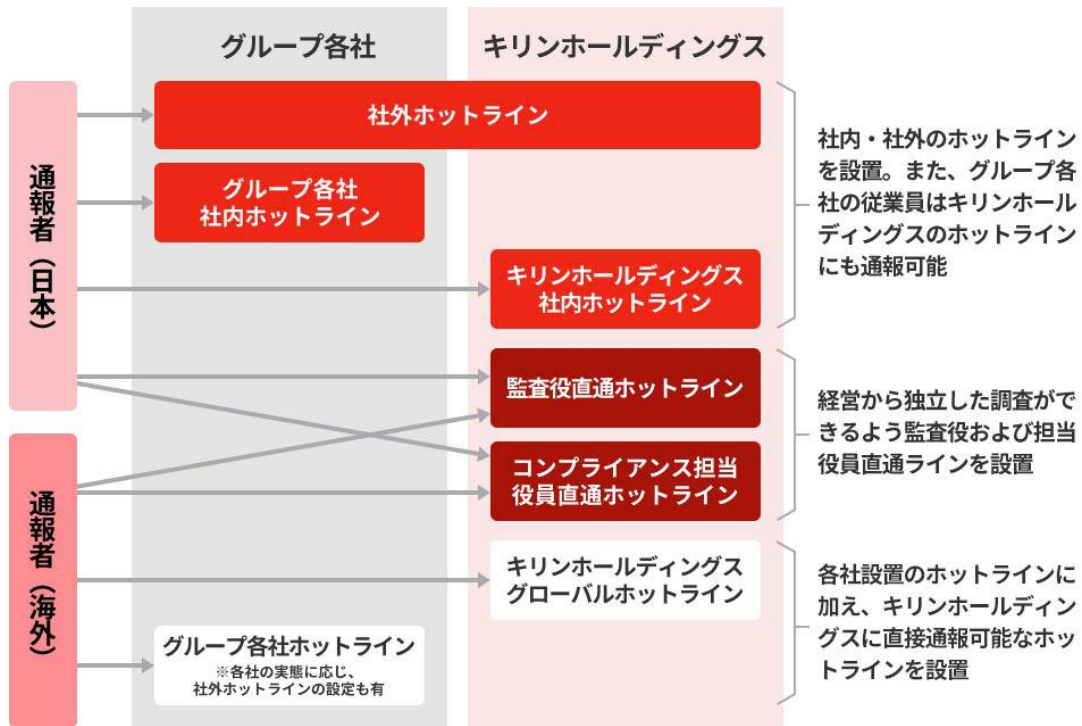 グループ各社
キリンホールディングス
通報者（日本）
社外ホットライン
グループ各社
社内ホットライン
キリンホールディングス
社内ホットライン
社内・社外のホットライン
を設置。また、グループ各
社の従業員はキリンホール
ディングスのホットライン
にも通報可能
監査役直通ホットライン
コンプライアンス担当
役員直通ホットライン
経営から独立した調査がで
きるよう監査役および担当
役員直通ラインを設置
通報者（海外）
キリンホールディングス
グローバルホットライン
グループ各社ホットライン
※各社の実態に応じ、
社外ホットラインの設定も有
各社設置のホットラインに
加え、キリンホールディン
グスに直接通報可能なホッ
トラインを設置